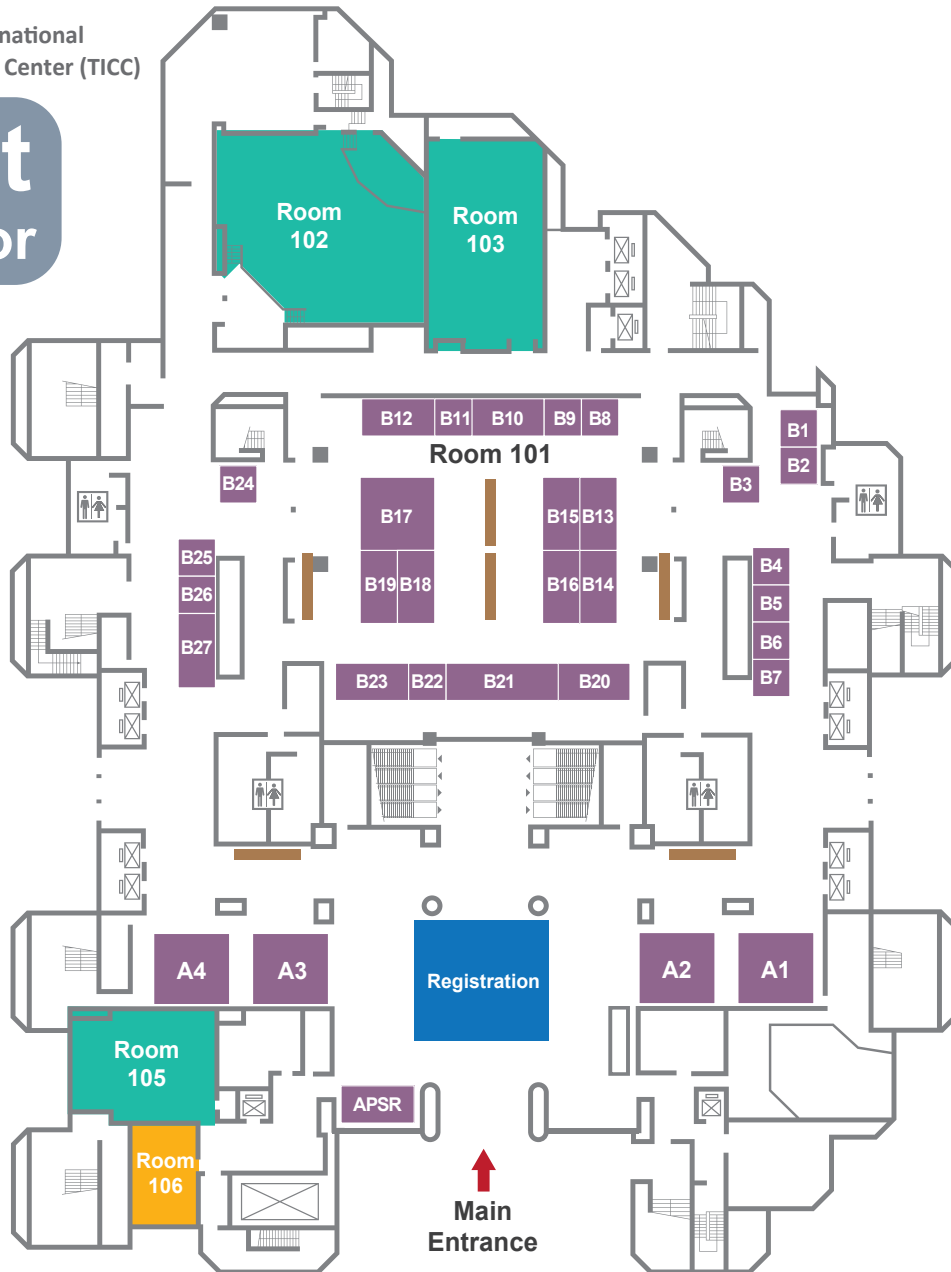 Center (TICC)
Room
102
Room
103
B12
B11
B10
B9
B8
B1
Room 101
B2
B24
B3
B17
B15
B13
B25
B4
B19
B18
B16
B14
B26
B5
B27
B6
B23
B22
B21
B20
B7
A4
A3
Registration
A2
A1
Room
105
APSR
Room
106
Main
Entrance